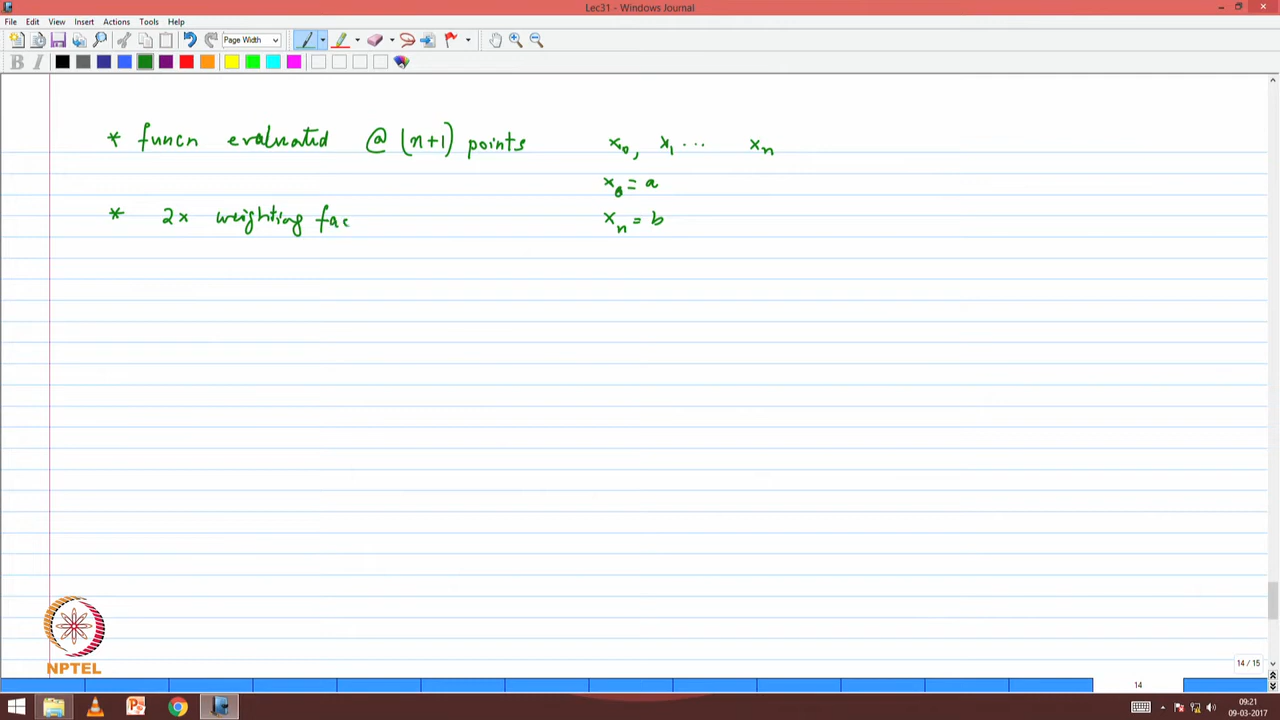 Lec31 - Windows Journal
File Edit View Insert Actions Tools Help
Page Width
B I
* funcn evaluated @ (n+1) points x₀, x₁ ... xₙ
x₀ = a
* 2x weighting fac
xₙ = b
NPTEL
14 / 15
14
09:21
09-03-2017